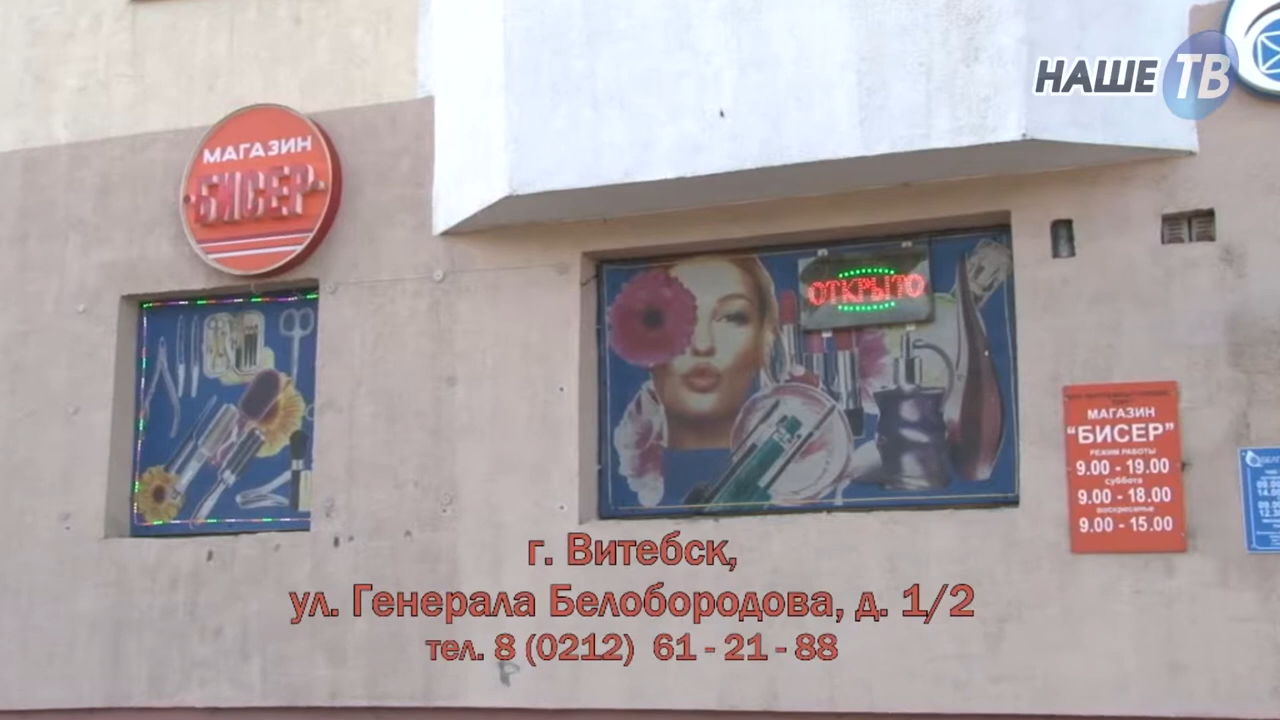 НАШЕ ТВ
МАГАЗИН
БИСЕР
ОТКРЫТО
МАГАЗИН
"БИСЕР"
РЕЖИМ РАБОТЫ
9.00 - 19.00
суббота
9.00 - 18.00
воскресенье
9.00 - 15.00
г. Витебск,
ул. Генерала Белобородова, д. 1/2
тел. 8 (0212) 61 - 21 - 88